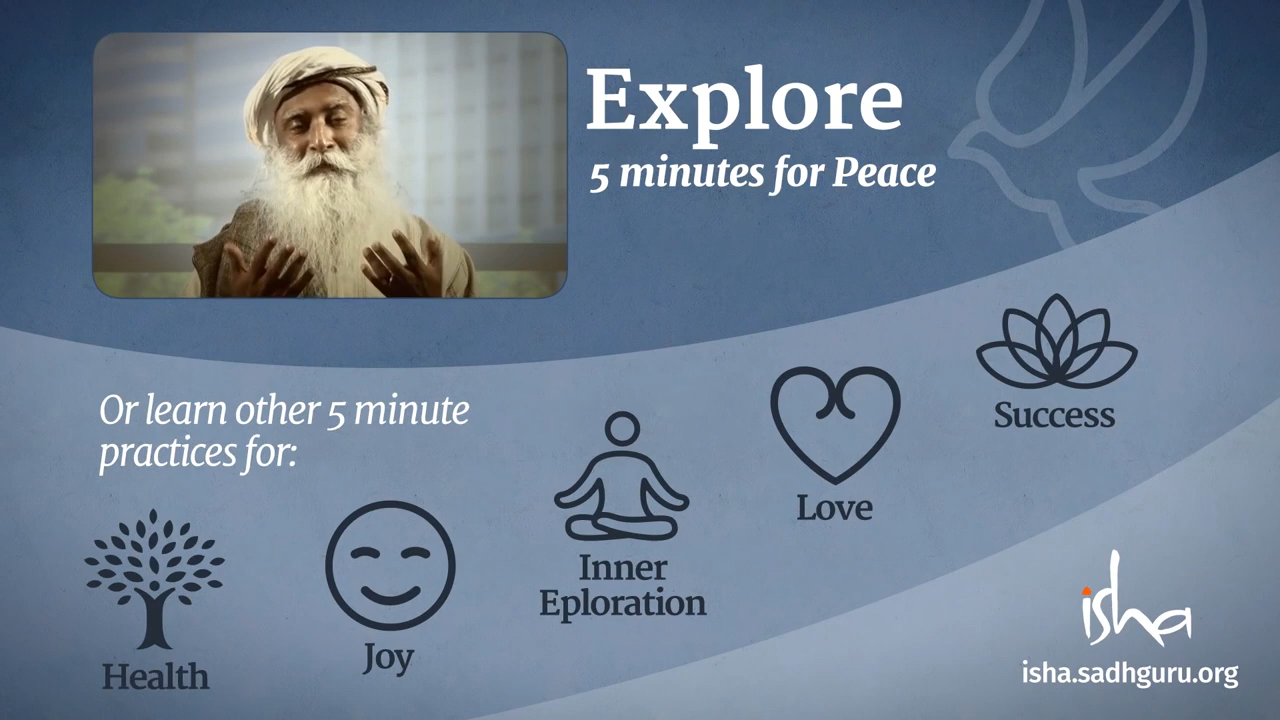 Explore
5 minutes for Peace
Or learn other 5 minute
practices for:
Health
Joy
Inner
Eploration
Love
Success
isha
isha.sadhguru.org